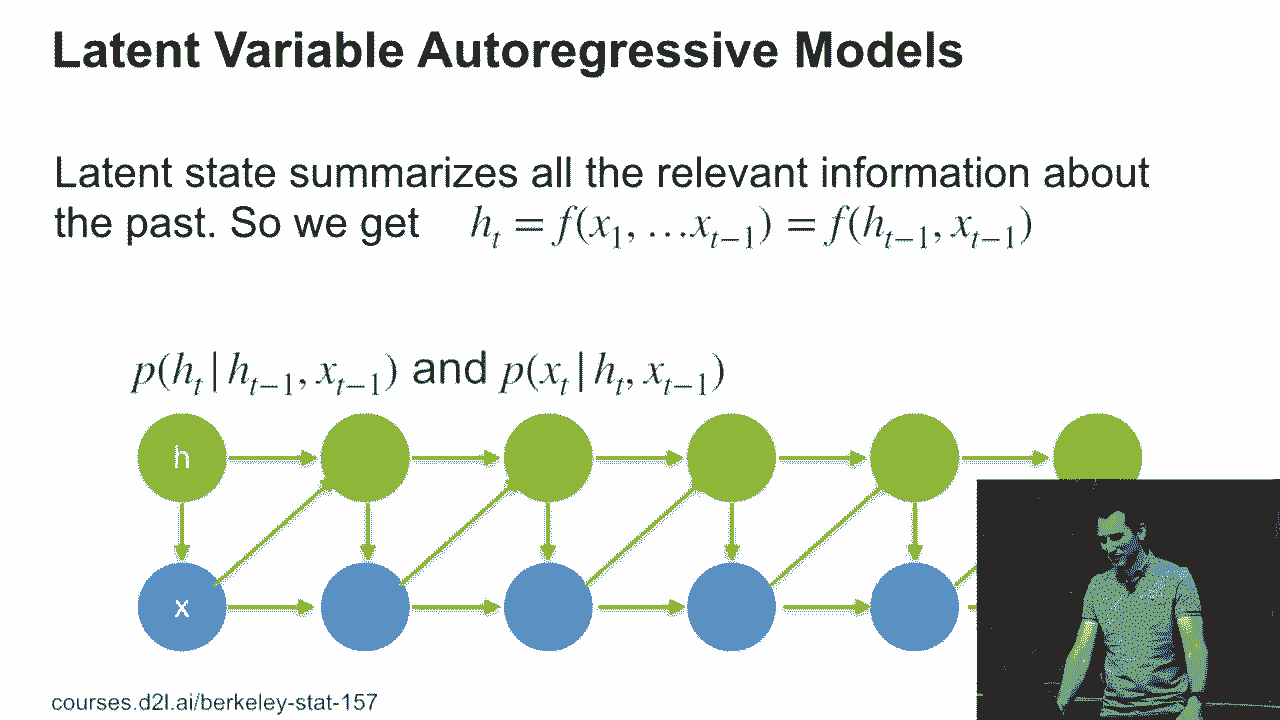 Latent Variable Autoregressive Models
Latent state summarizes all the relevant information about
the past. So we get h_t = f(x_1, …x_{t−1}) = f(h_{t−1}, x_{t−1})
p(h_t | h_{t−1}, x_{t−1}) and p(x_t | h_t, x_{t−1})
h
x
courses.d2l.ai/berkeley-stat-157